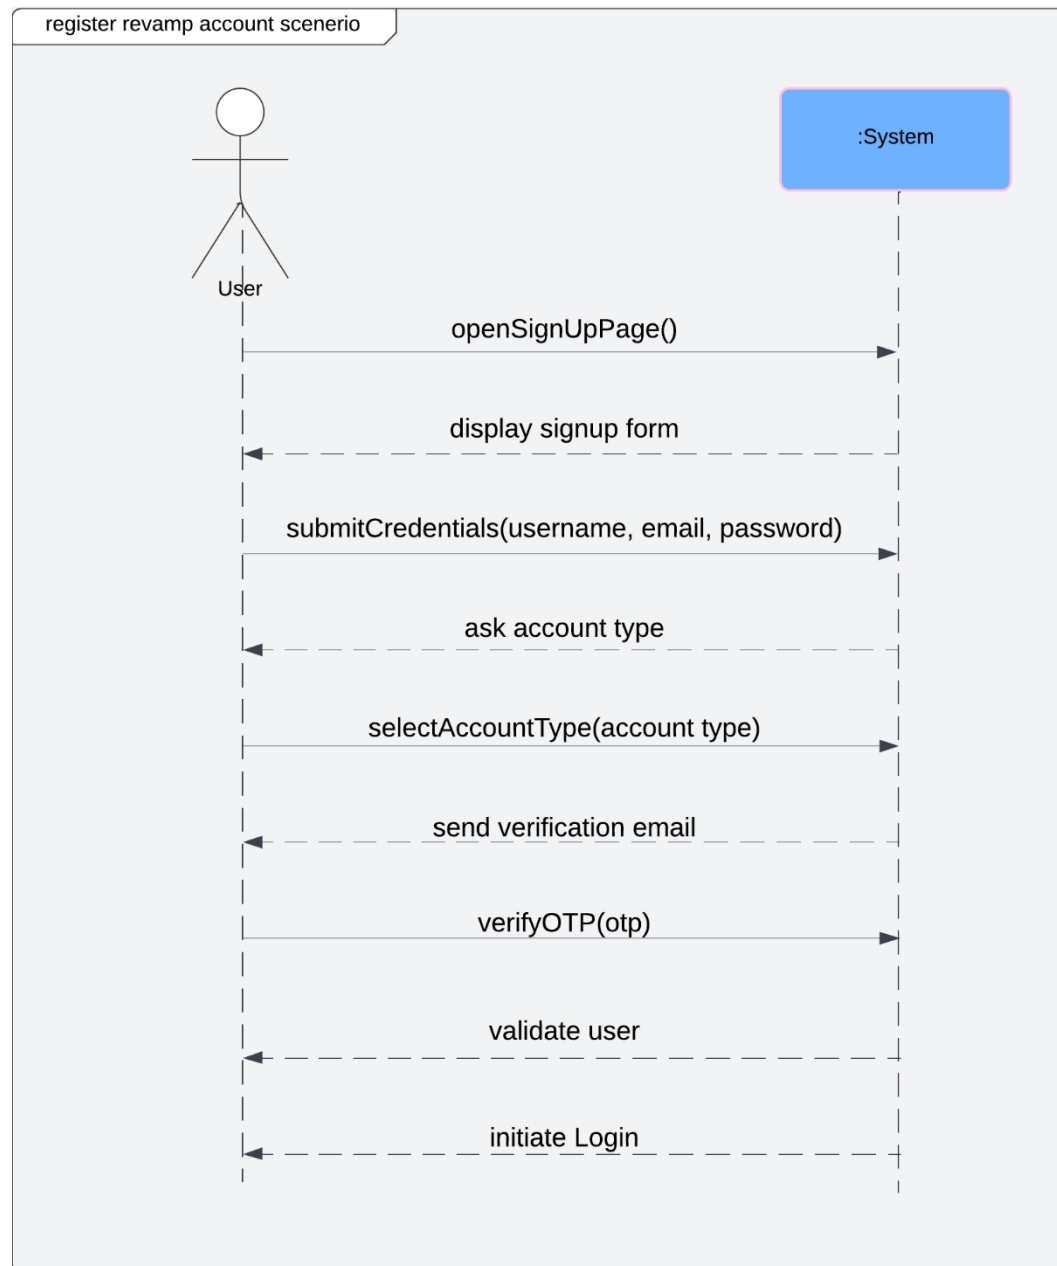 register revamp account scenerio
:System
User
openSignUpPage()
display signup form
submitCredentials(username, email, password)
ask account type
selectAccountType(account type)
send verification email
verifyOTP(otp)
validate user
initiate Login